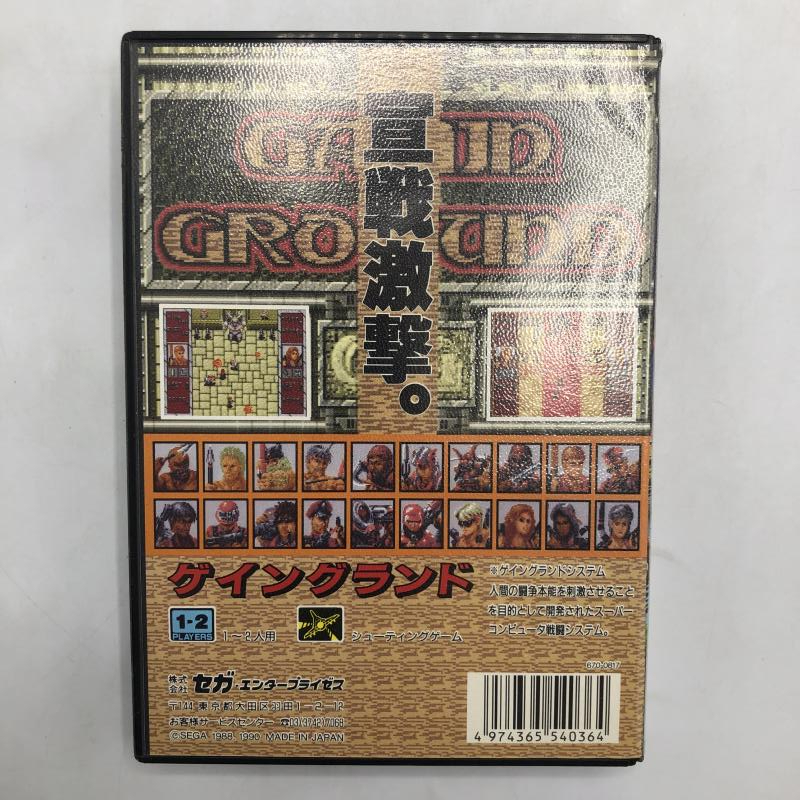 GAIN
GROUND
巨戦激撃。
ゲイングランド
※ゲイングランドシステム
人間の闘争本能を刺激させること
を目的として開発されたスーパー
コンピュータ戦闘システム。
1-2
PLAYERS
1～2人用
シューティングゲーム
670-0817
株式会社 セガ・エンタープライゼス
〒144 東京都大田区羽田1-2-12
お客様サービスセンター ☎03(3742)7068
©SEGA 1988, 1990 MADE IN JAPAN
4 974365 540364